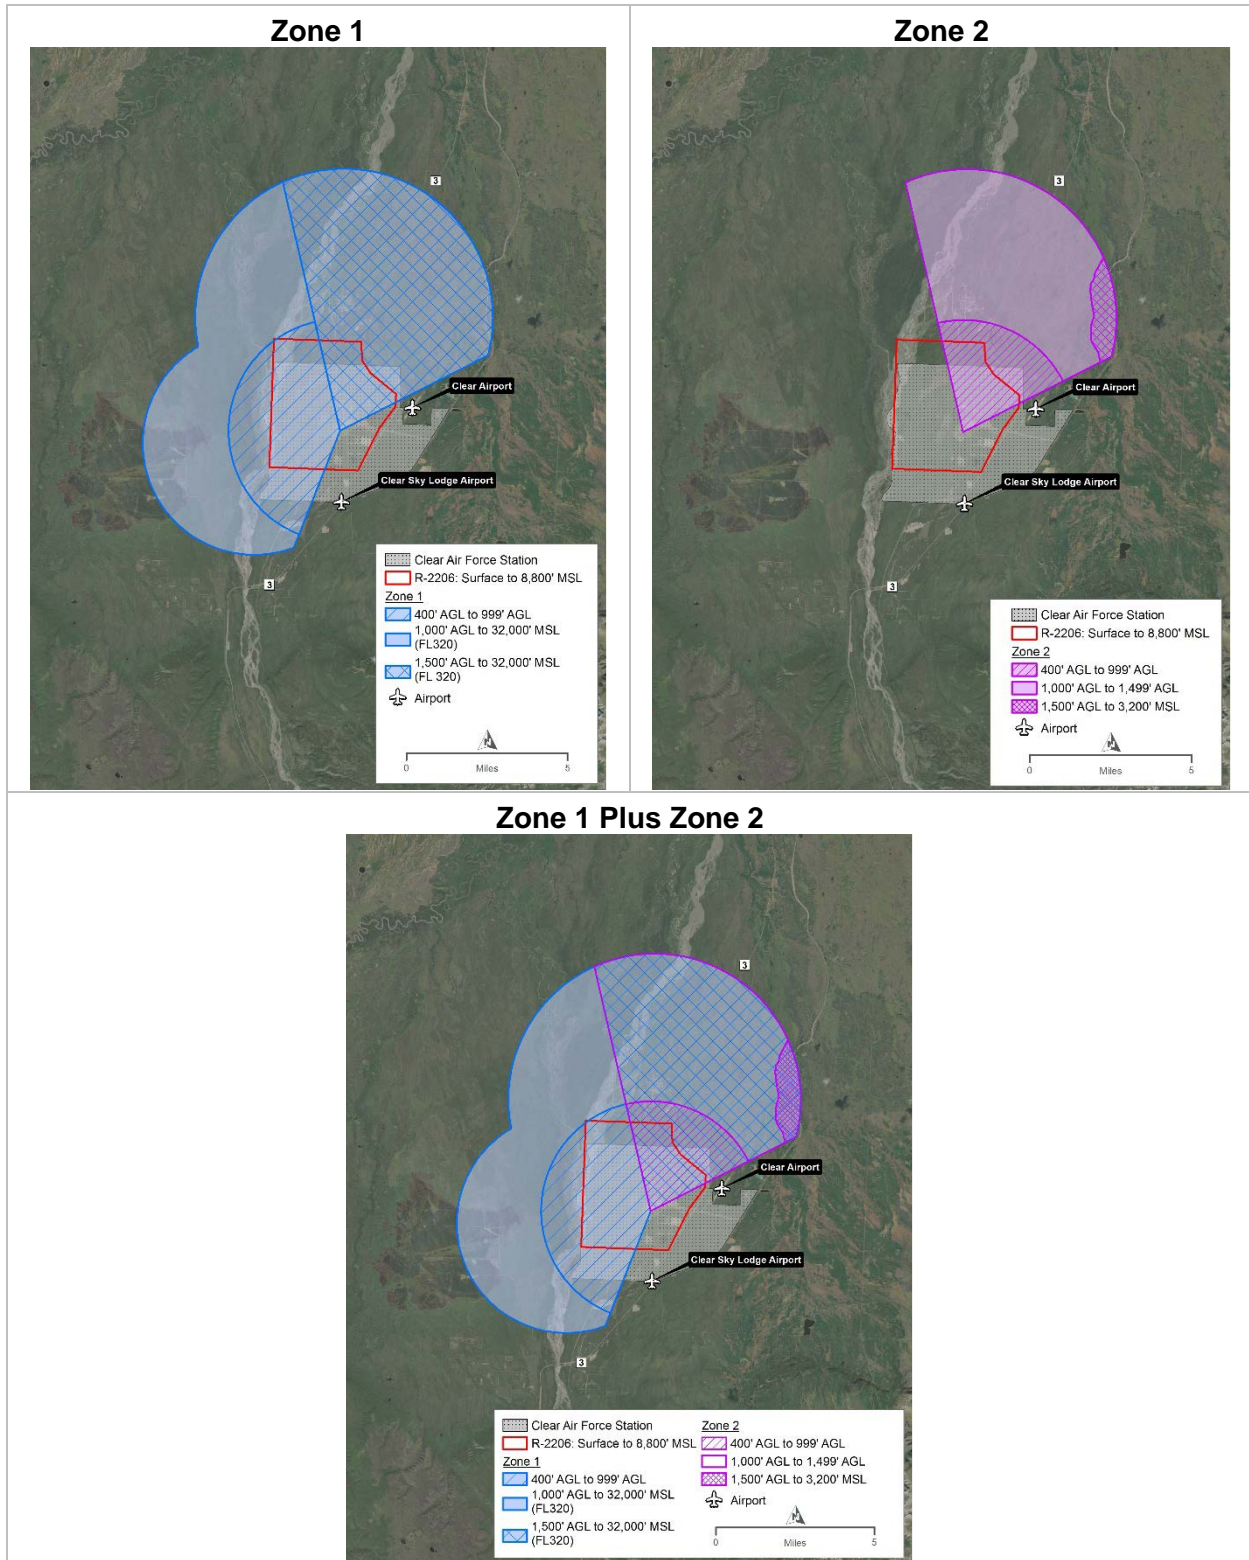 Zone 1
3
Clear Airport
Clear Sky Lodge Airport
3
Clear Air Force Station
R-2206: Surface to 8,800' MSL
Zone 1
400' AGL to 999' AGL
1,000' AGL to 32,000' MSL
(FL320)
1,500' AGL to 32,000' MSL
(FL 320)
Airport
0
Miles
5
Zone 2
3
Clear Airport
Clear Sky Lodge Airport
3
Clear Air Force Station
R-2206: Surface to 8,800' MSL
Zone 2
400' AGL to 999' AGL
1,000' AGL to 1,499' AGL
1,500' AGL to 3,200' MSL
Airport
0
Miles
5
Zone 1 Plus Zone 2
3
Clear Airport
Clear Sky Lodge Airport
3
Clear Air Force Station
R-2206: Surface to 8,800' MSL
Zone 1
400' AGL to 999' AGL
1,000' AGL to 32,000' MSL
(FL320)
1,500' AGL to 32,000' MSL
(FL320)
Zone 2
400' AGL to 999' AGL
1,000' AGL to 1,499' AGL
1,500' AGL to 3,200' MSL
Airport
0
Miles
5